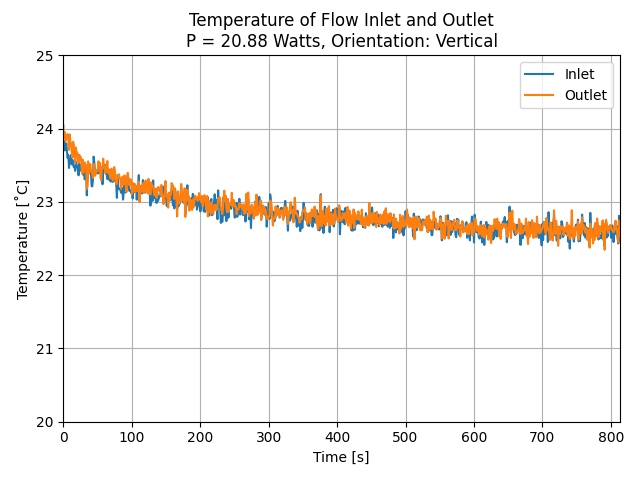 Temperature of Flow Inlet and Outlet
P = 20.88 Watts, Orientation: Vertical
Inlet
Outlet
25
24
23
22
21
20
Temperature [˚C]
0 100 200 300 400 500 600 700 800
Time [s]